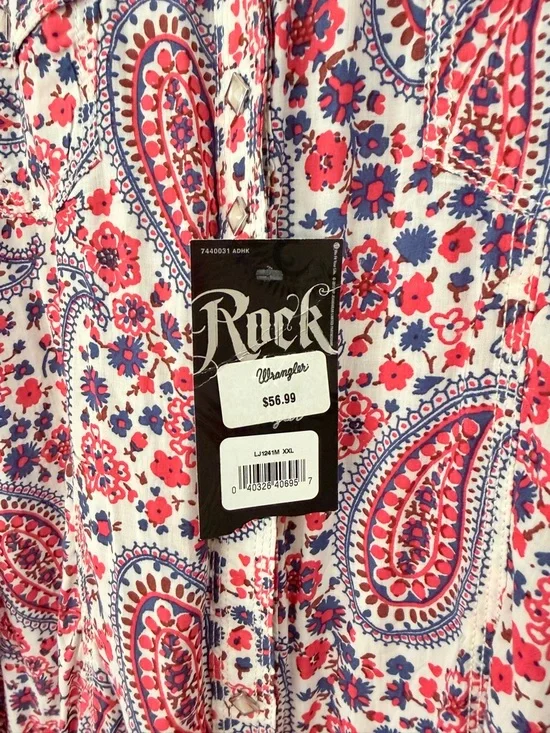 7440031 ADHK
Rock
Wrangler
$56.99
LJ1241M XXL
0 40326 40695 7